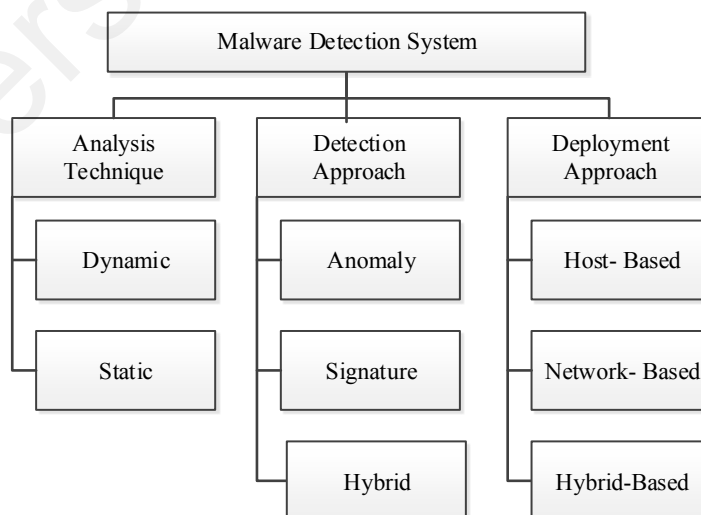 Malware Detection System
Analysis
Technique
Detection
Approach
Deployment
Approach
Dynamic
Anomaly
Host- Based
Static
Signature
Network- Based
Hybrid
Hybrid-Based